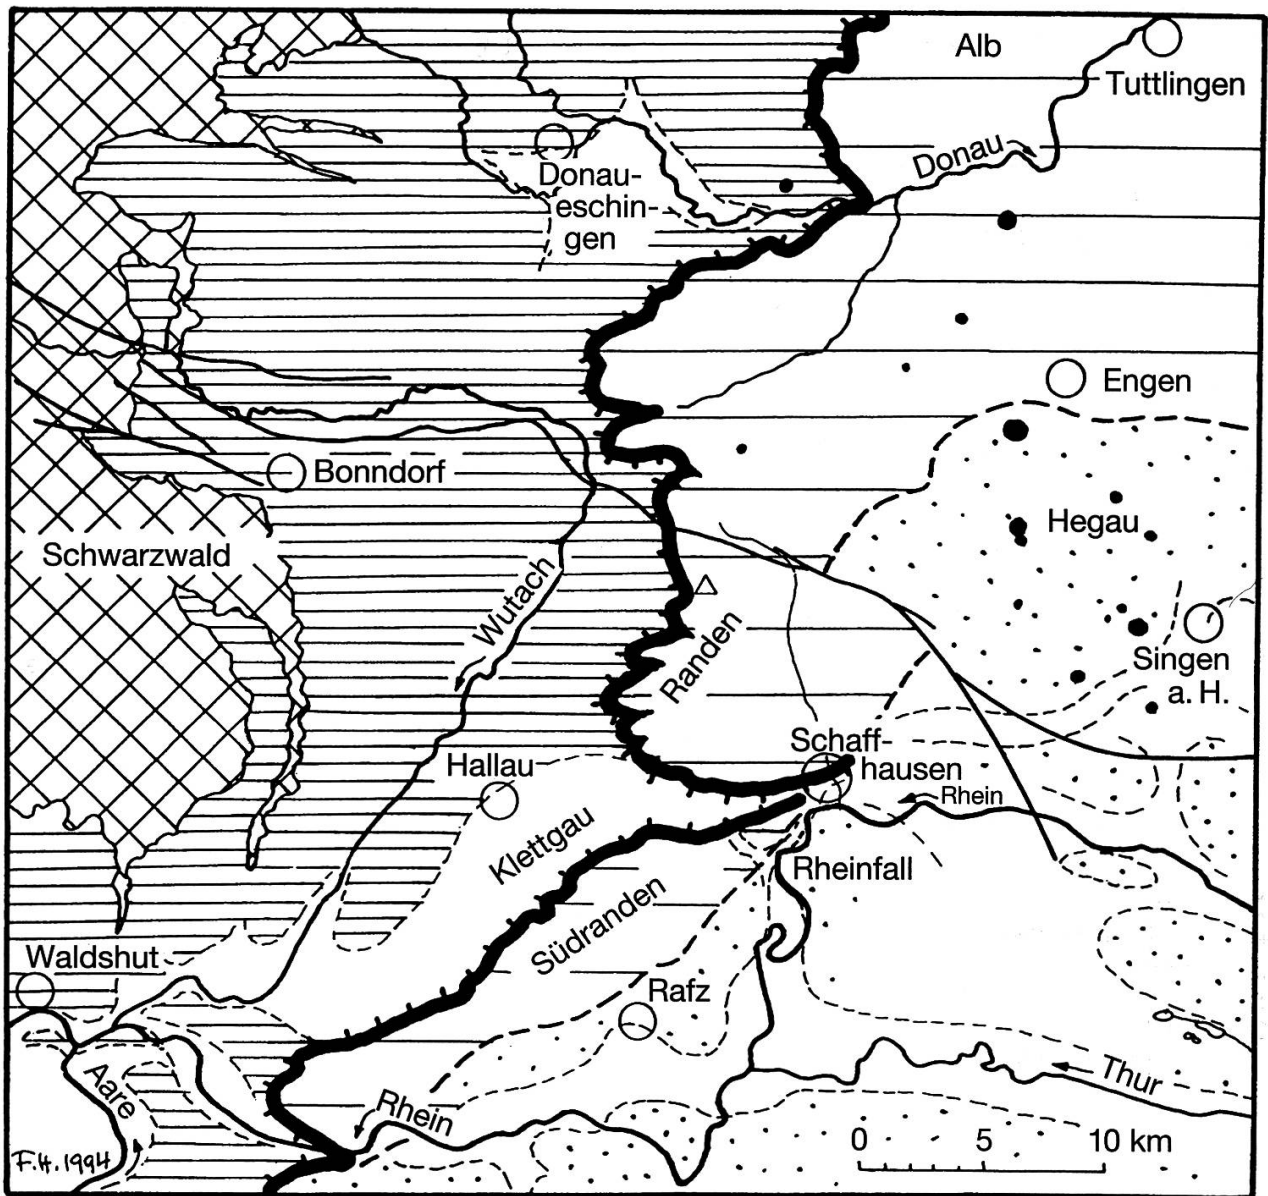 Alb
Tuttlingen
Donau
Donau-
eschin-
gen
Engen
Bonndorf
Hegau
Schwarzwald
Wutach
Randen
Singen
a. H.
Schaff-
hausen
Hallau
Rhein
Klettgau
Rheinfall
Südranden
Waldshut
Rafz
Aare
Thur
Rhein
0 5 10 km
F.H. 1994